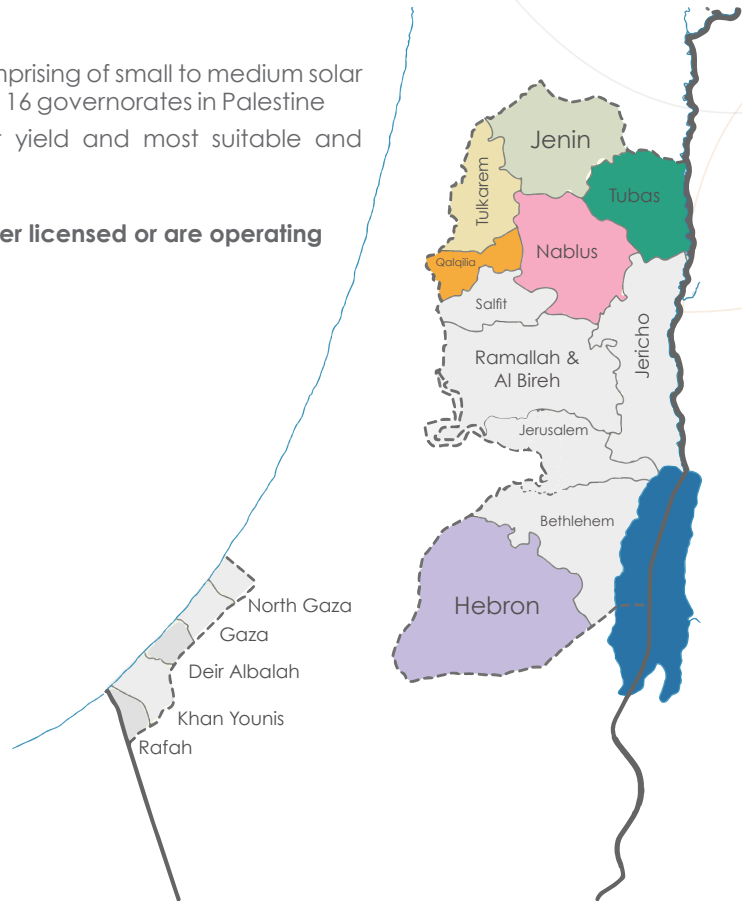 mprising of small to medium solar
16 governorates in Palestine
yield and most suitable and
er licensed or are operating
Jenin
Tulkarem
Tubas
Nablus
Qalqilia
Salfit
Jericho
Ramallah &
Al Bireh
Jerusalem
Bethlehem
Hebron
North Gaza
Gaza
Deir Albalah
Khan Younis
Rafah